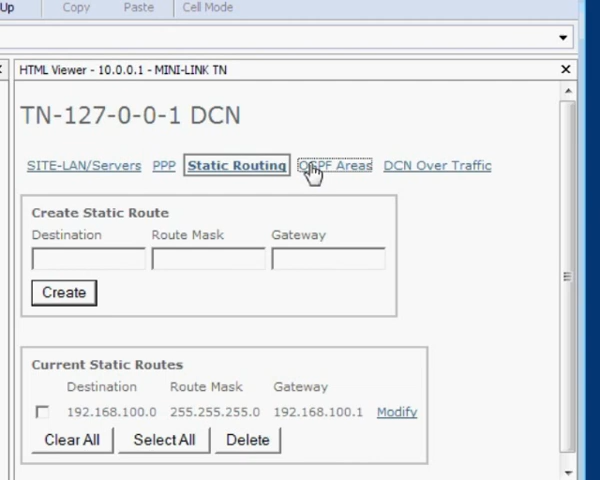 Up Copy Paste Cell Mode
HTML Viewer - 10.0.0.1 - MINI-LINK TN
TN-127-0-0-1 DCN
SITE-LAN/Servers PPP Static Routing OSPF Areas DCN Over Traffic
Create Static Route
Destination Route Mask Gateway
Create
Current Static Routes
Destination Route Mask Gateway
192.168.100.0 255.255.255.0 192.168.100.1 Modify
Clear All Select All Delete